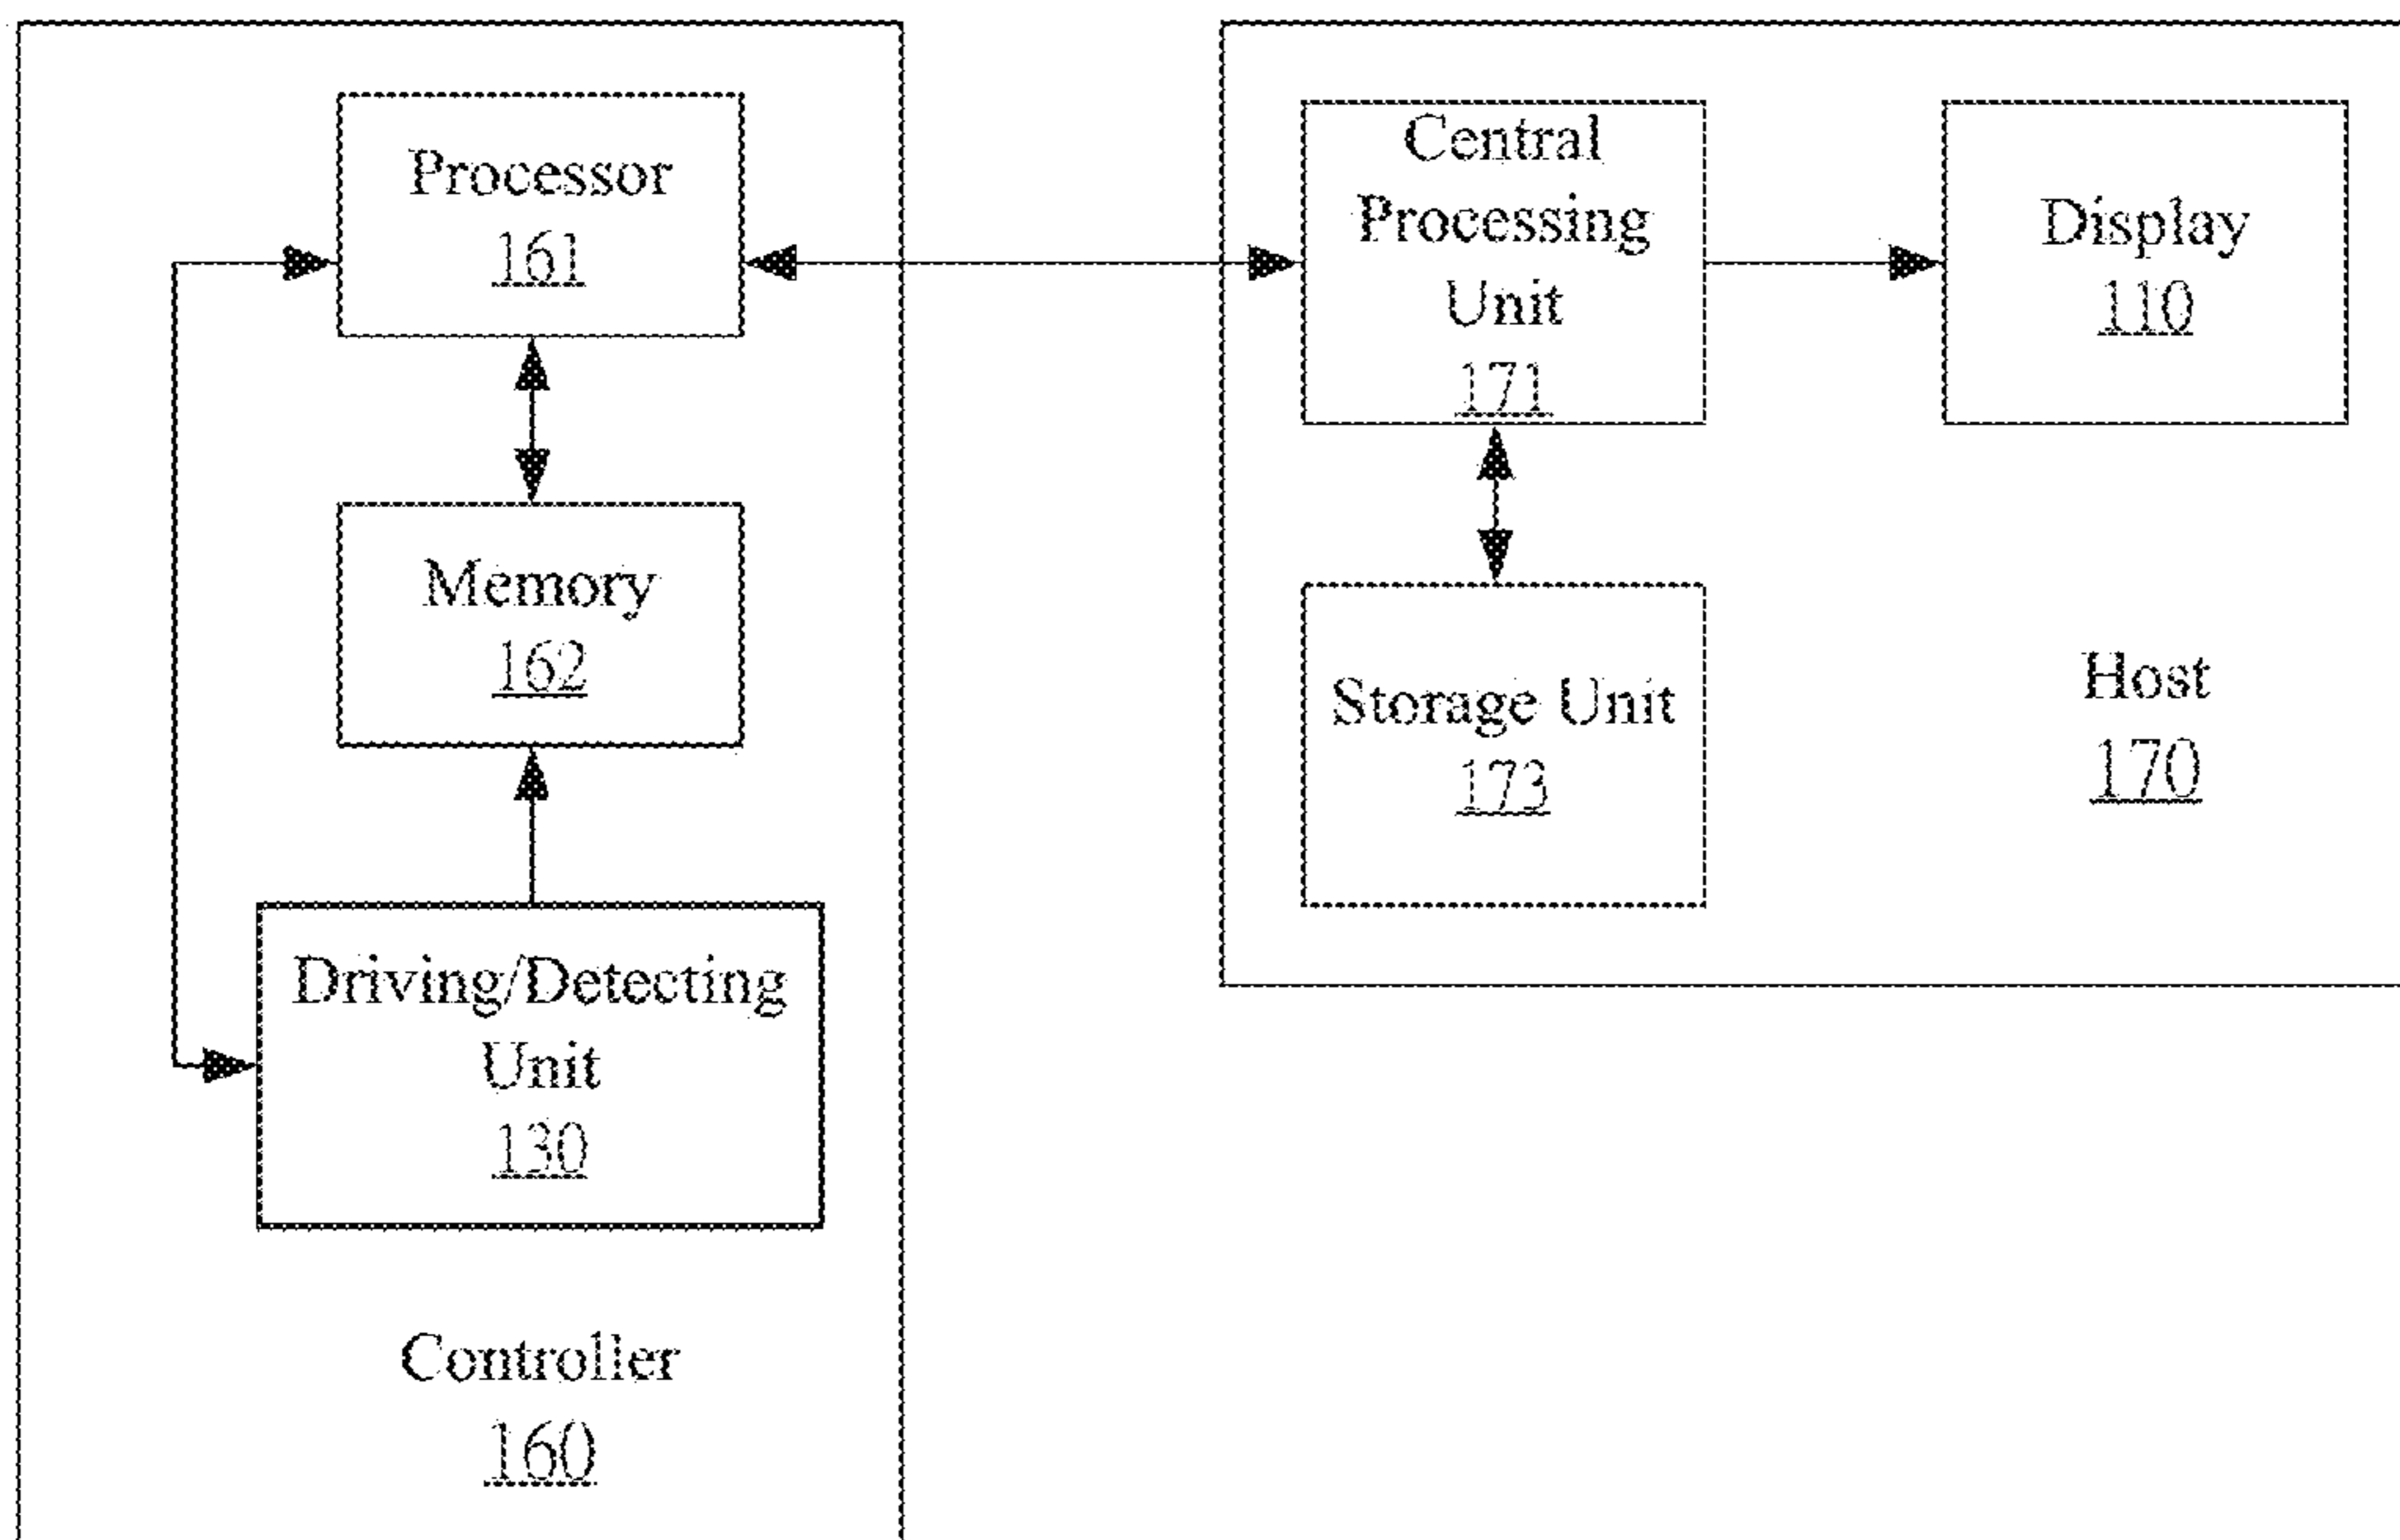 Processor
161
Memory
162
Driving/Detecting
Unit
130
Controller
160
Central
Processing
Unit
171
Display
110
Storage Unit
173
Host
170